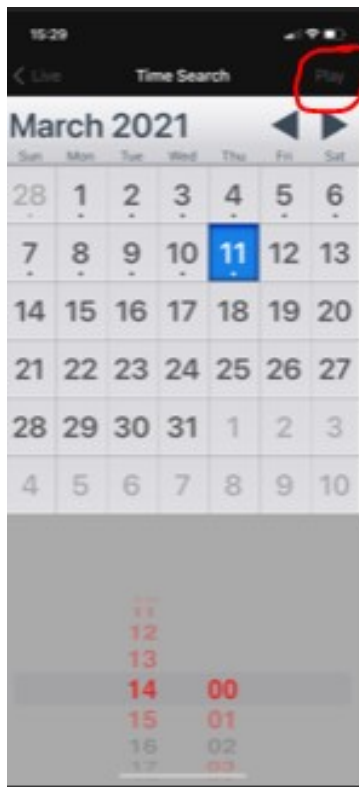 15:29
Live Time Search Play
March 2021
Sun Mon Tue Wed Thu Fri Sat
28 1 2 3 4 5 6
7 8 9 10 11 12 13
14 15 16 17 18 19 20
21 22 23 24 25 26 27
28 29 30 31 1 2 3
4 5 6 7 8 9 10
11
12
13
14 00
15 01
16 02
17 03